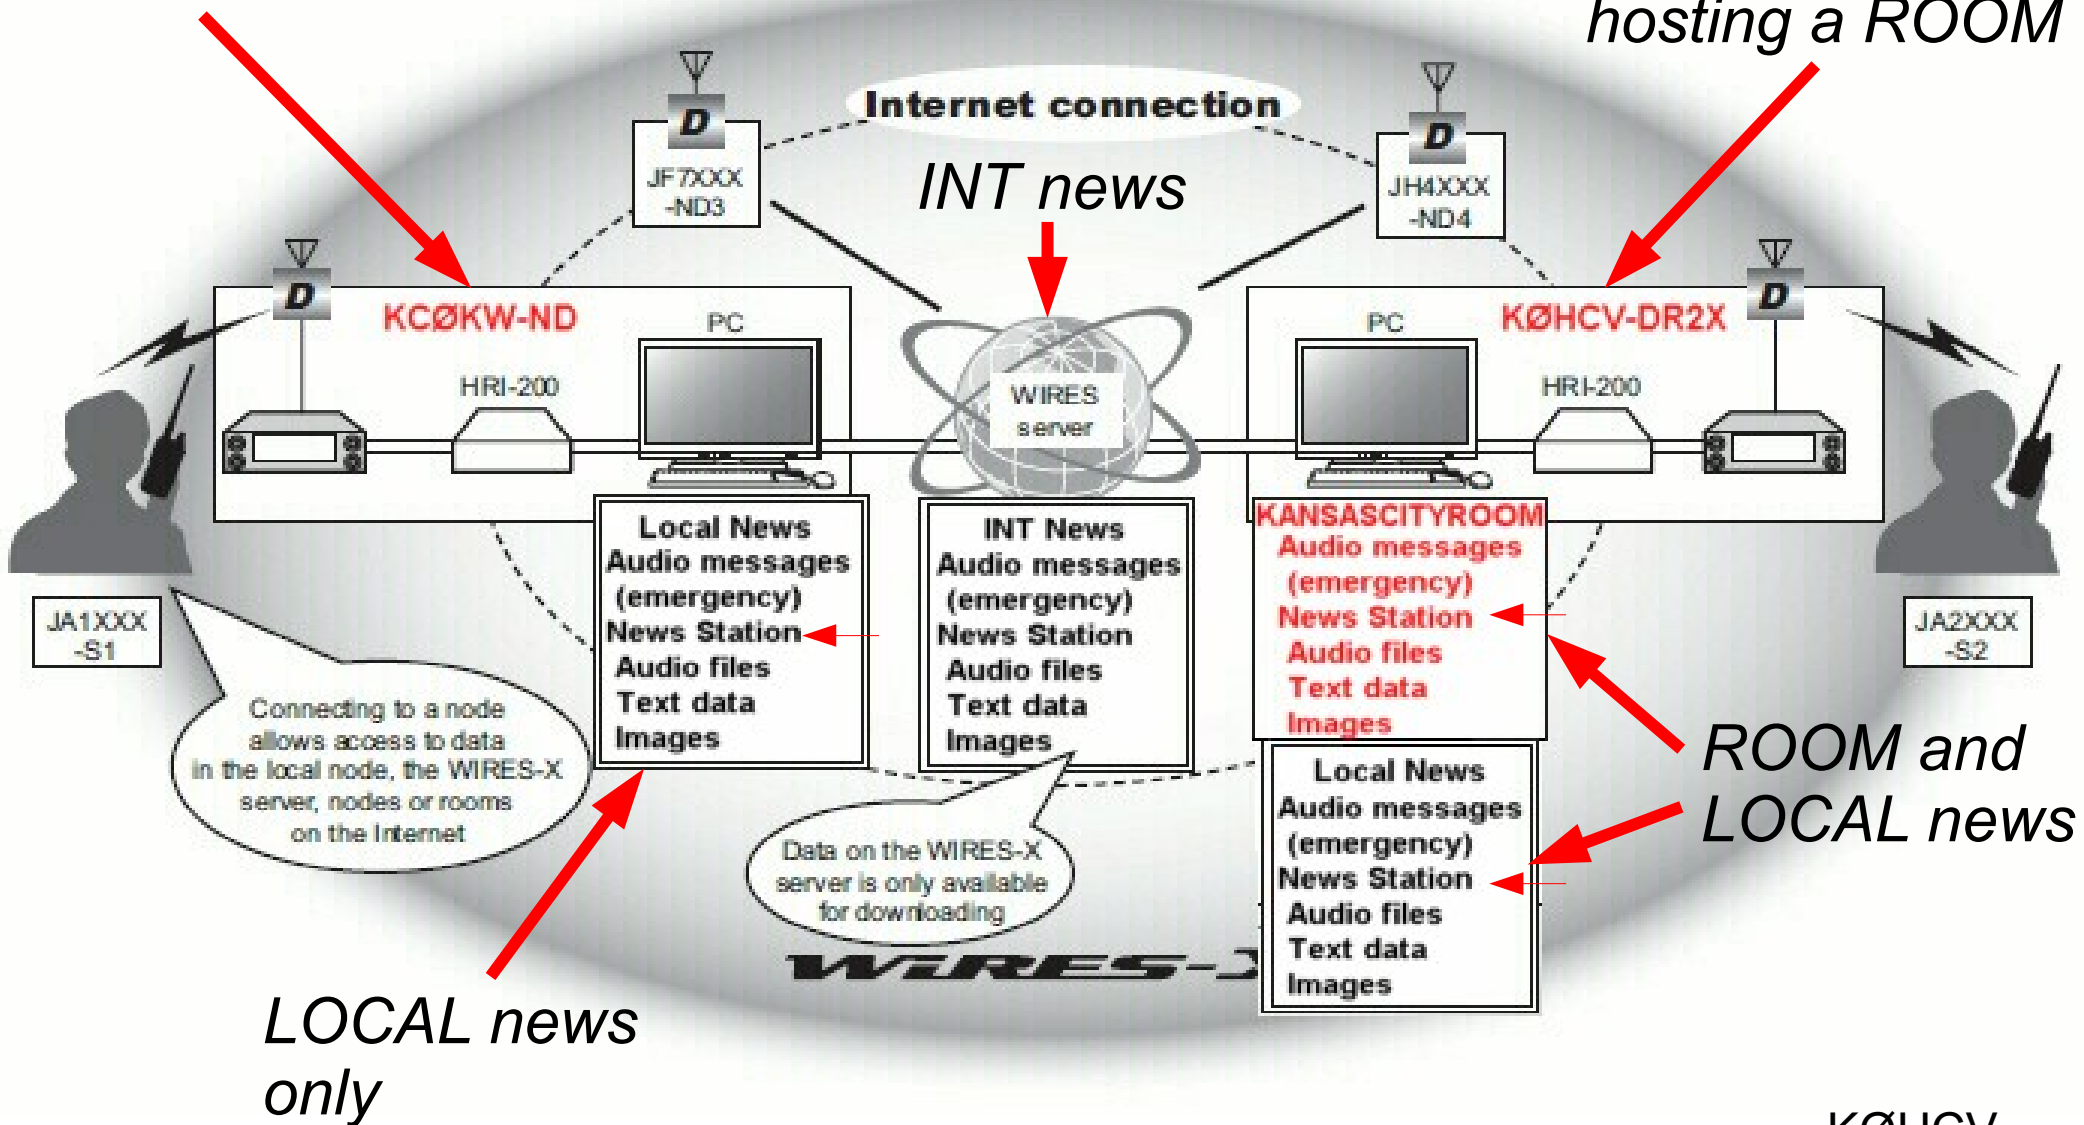 hosting a ROOM
Internet connection
D
JF7XXX
-ND3
D
JH4XXX
-ND4
INT news
D
KCØKW-ND
PC
HRI-200
WIRES
server
PC
KØHCV-DR2X
D
HRI-200
JA1XXX
-S1
JA2XXX
-S2
Local News
Audio messages
(emergency)
News Station
Audio files
Text data
Images
INT News
Audio messages
(emergency)
News Station
Audio files
Text data
Images
KANSASCITYROOM
Audio messages
(emergency)
News Station
Audio files
Text data
Images
Local News
Audio messages
(emergency)
News Station
Audio files
Text data
Images
ROOM and
LOCAL news
Connecting to a node
allows access to data
in the local node, the WIRES-X
server, nodes or rooms
on the Internet
Data on the WIRES-X
server is only available
for downloading
WiRES-X
LOCAL news
only
KØHCV